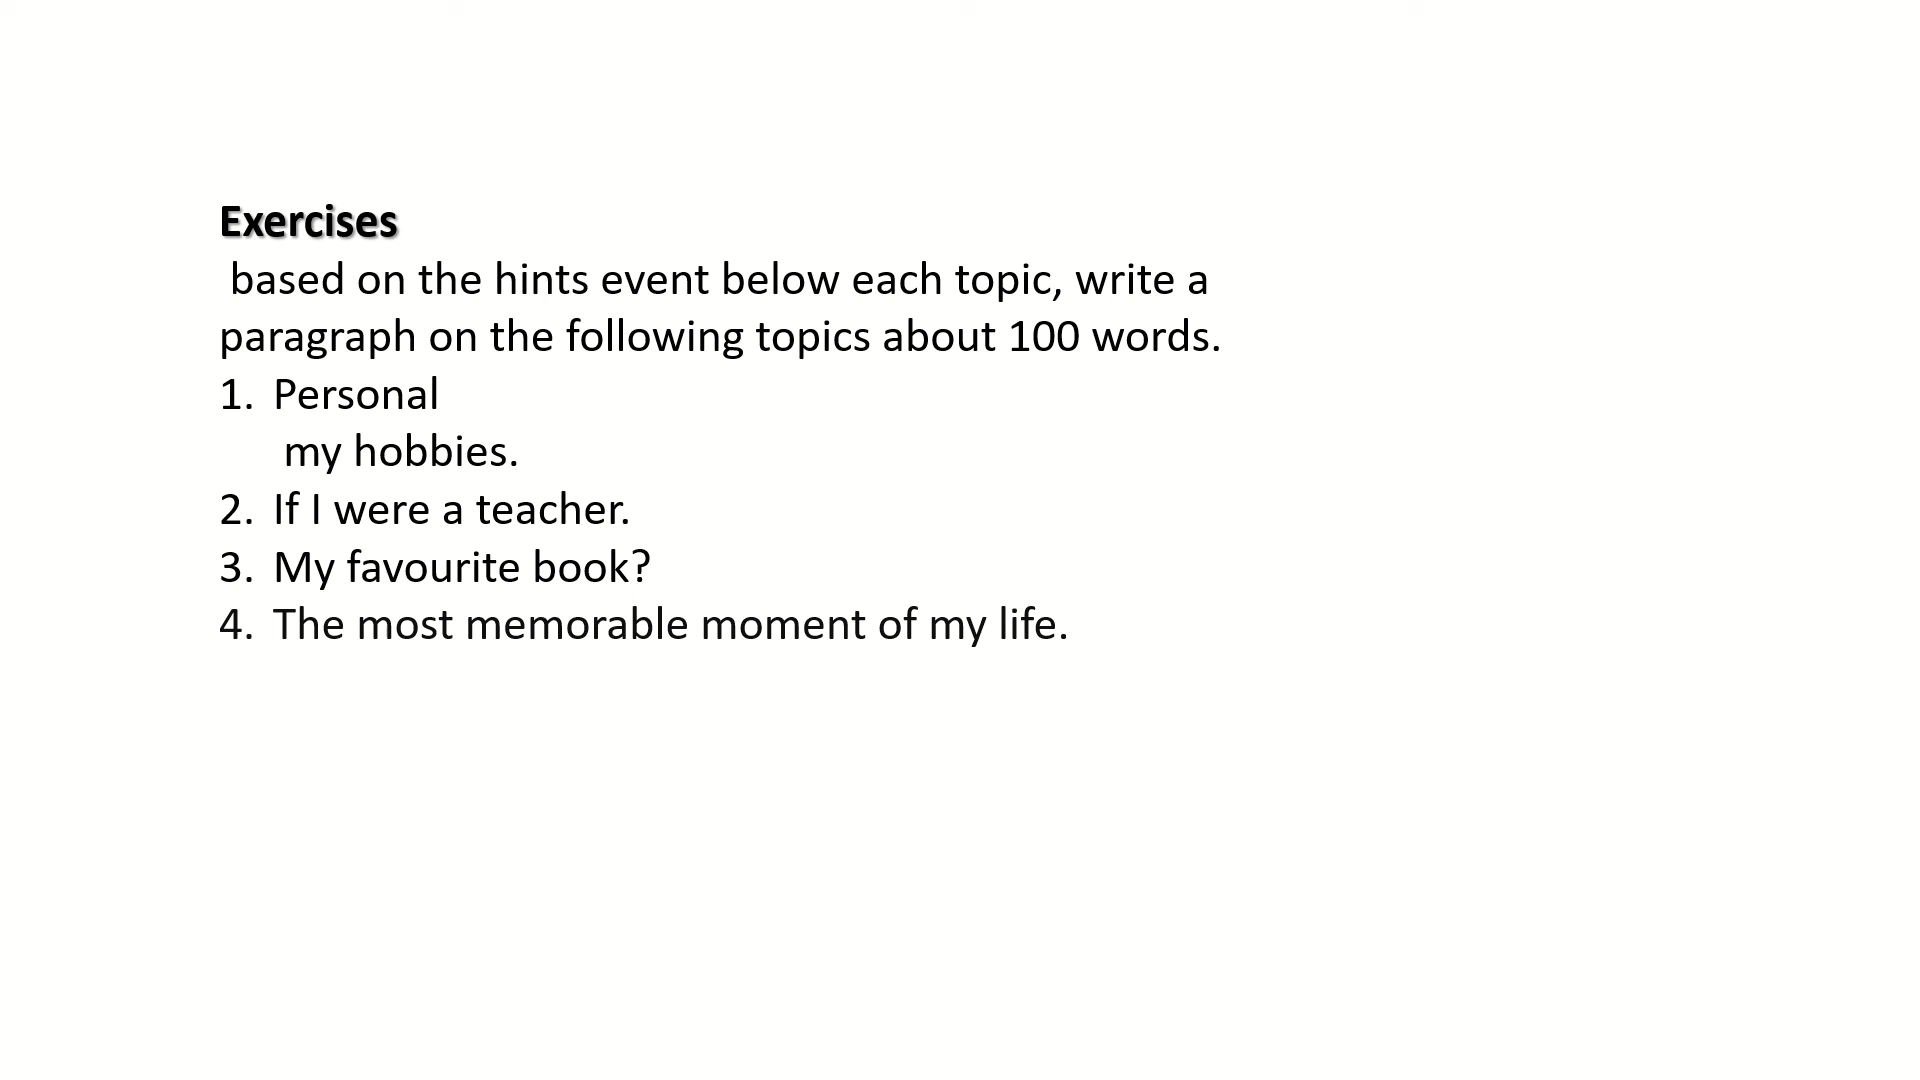 Exercises
based on the hints event below each topic, write a
paragraph on the following topics about 100 words.
1. Personal
my hobbies.
2. If I were a teacher.
3. My favourite book?
4. The most memorable moment of my life.